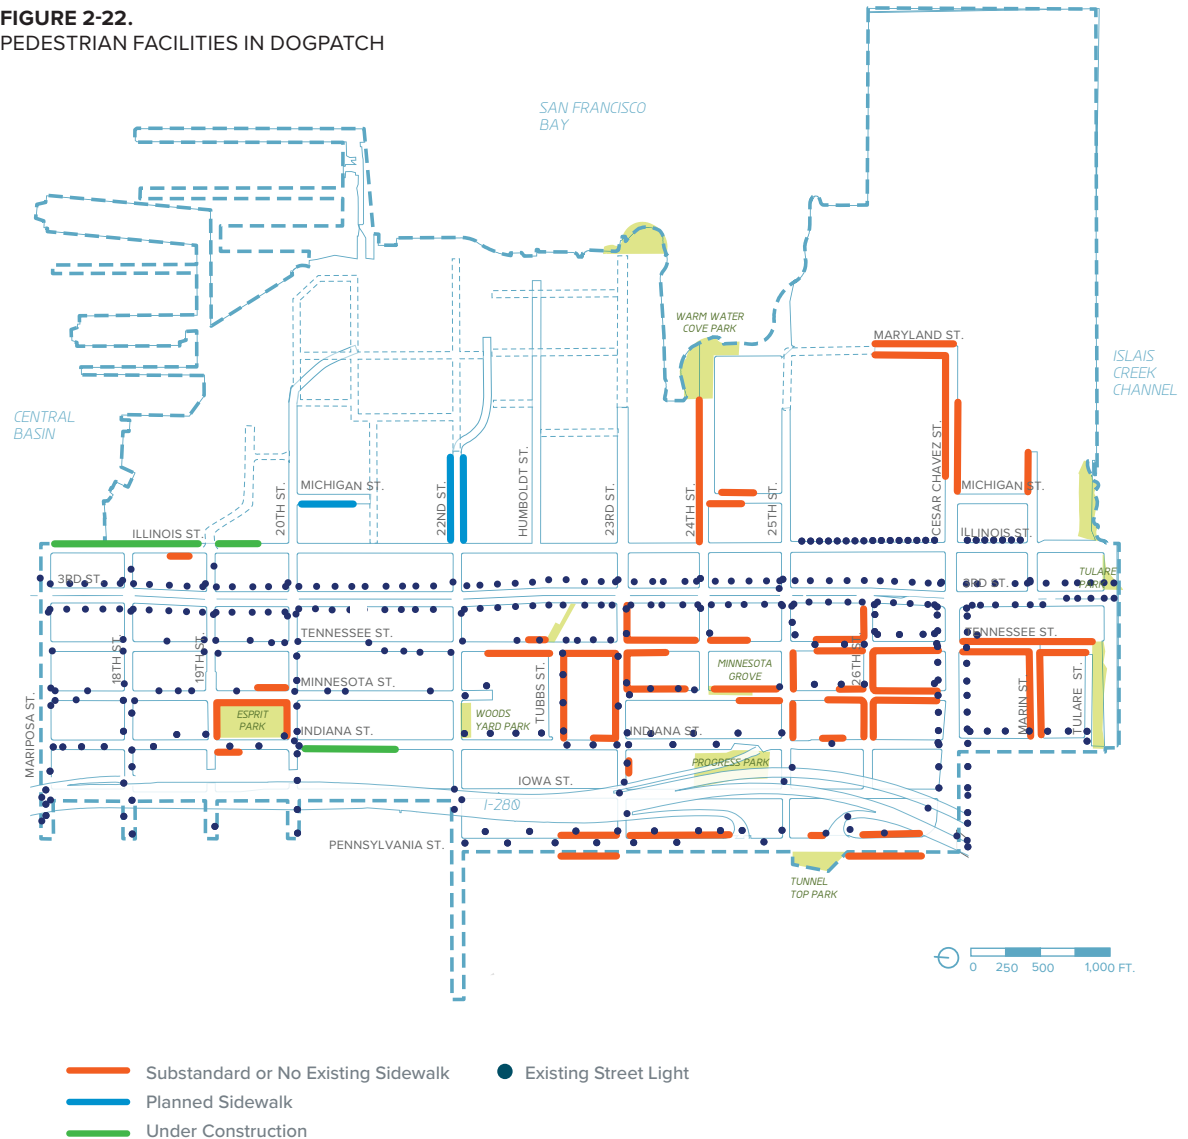 FIGURE 2-22.
PEDESTRIAN FACILITIES IN DOGPATCH
SAN FRANCISCO
BAY
WARM WATER
COVE PARK
MARYLAND ST.
ISLAIS
CREEK
CHANNEL
CENTRAL
BASIN
MICHIGAN ST.
MICHIGAN ST.
20TH ST.
22ND ST.
HUMBOLDT ST.
23RD ST.
24TH ST.
25TH ST.
CESAR CHAVEZ ST.
ILLINOIS ST.
ILLINOIS ST.
3RD ST.
3RD ST.
TULARE
PARK
TENNESSEE ST.
TENNESSEE ST.
18TH ST.
19TH ST.
26TH ST.
MINNESOTA ST.
MINNESOTA
GROVE
TUBBS ST.
MARIN ST.
TULARE ST.
MARIPOSA ST.
ESPRIT
PARK
WOODS
YARD PARK
INDIANA ST.
INDIANA ST.
PROGRESS PARK
IOWA ST.
I-280
PENNSYLVANIA ST.
TUNNEL
TOP PARK
0 250 500 1,000 FT.
Substandard or No Existing Sidewalk
Existing Street Light
Planned Sidewalk
Under Construction